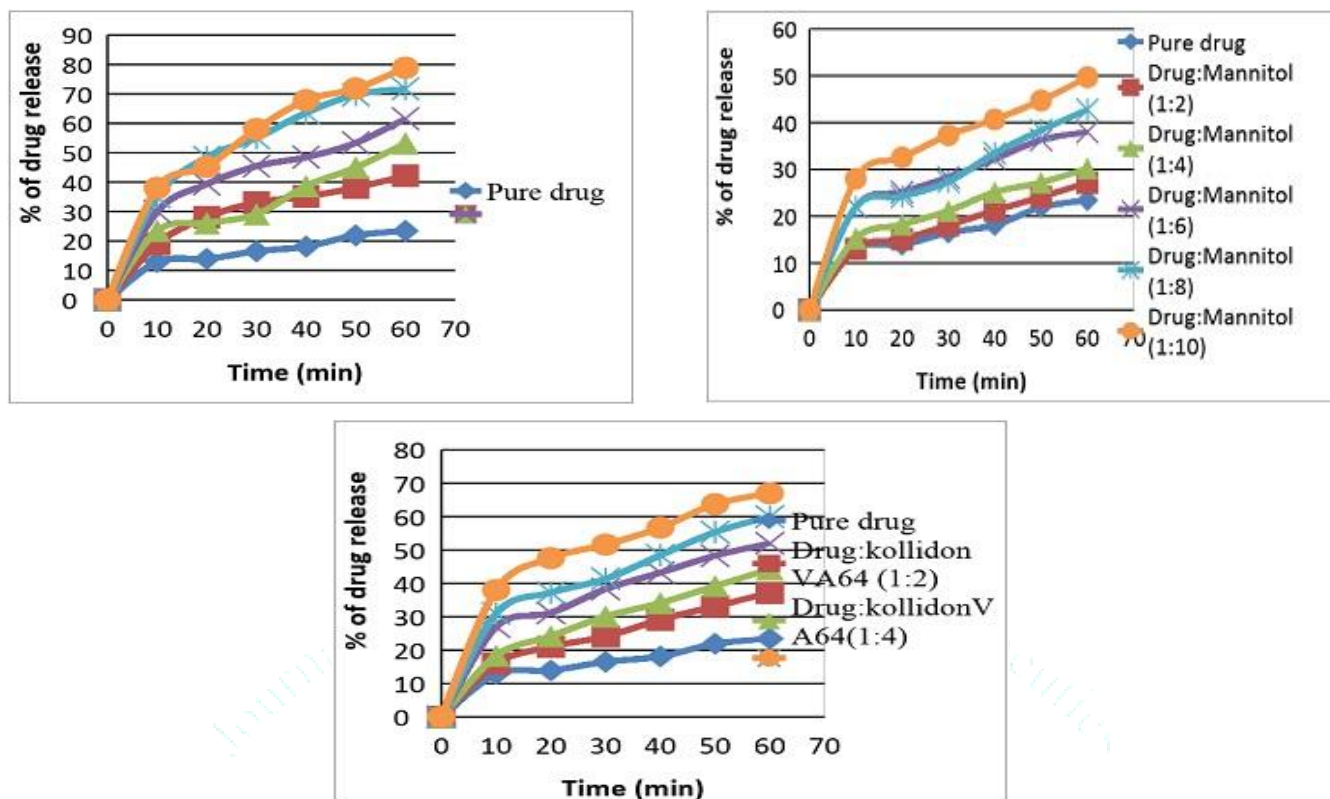 90
80
70
60
50
40
30
20
10
0
% of drug release
0 10 20 30 40 50 60 70
Time (min)
Pure drug
60
50
40
30
20
10
0
% of drug release
0 10 20 30 40 50 60 70
Time (min)
Pure drug
Drug:Mannitol
(1:2)
Drug:Mannitol
(1:4)
Drug:Mannitol
(1:6)
Drug:Mannitol
(1:8)
Drug:Mannitol
(1:10)
80
70
60
50
40
30
20
10
0
% of drug release
0 10 20 30 40 50 60 70
Time (min)
Pure drug
Drug:kollidon
VA64 (1:2)
Drug:kollidonV
A64(1:4)